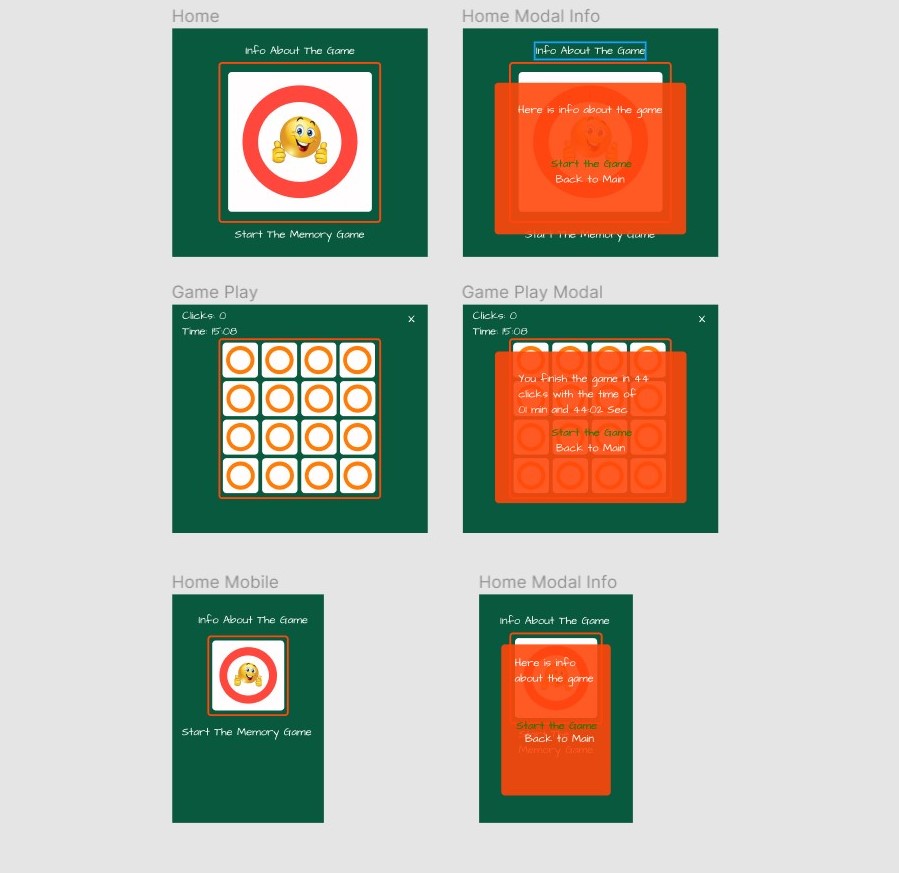 Home
Info About The Game
Start The Memory Game
Home Modal Info
Info About The Game
Here is info about the game
Start the Game
Back to Main
Start The Memory Game
Game Play
Clicks: 0
Time: 15:08
x
Game Play Modal
Clicks: 0
Time: 15:08
x
You finish the game in 44
clicks with the time of
01 min and 44:02 Sec
Start the Game
Back to Main
Home Mobile
Info About The Game
Start The Memory Game
Home Modal Info
Info About The Game
Here is info
about the game
Start the Game
Back to Main
Memory Game